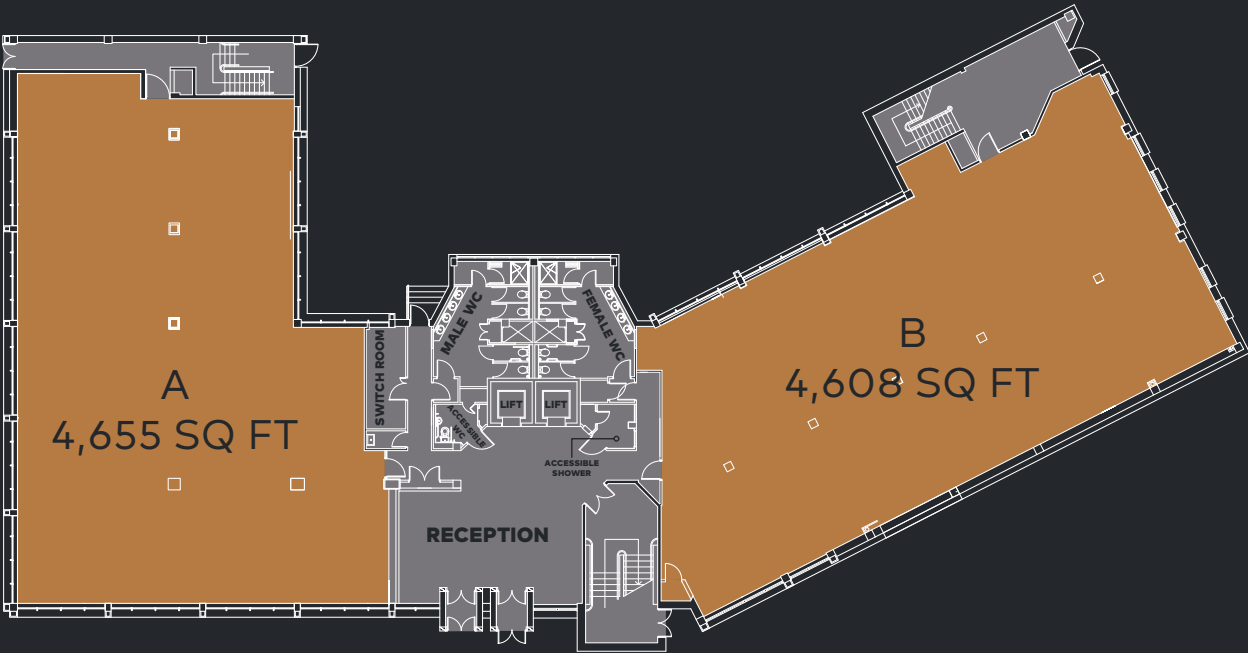 MALE WC
FEMALE WC
SWITCH ROOM
B
4,608 SQ FT
A
4,655 SQ FT
LIFT
LIFT
ACCESSIBLE
WC
ACCESSIBLE
SHOWER
RECEPTION